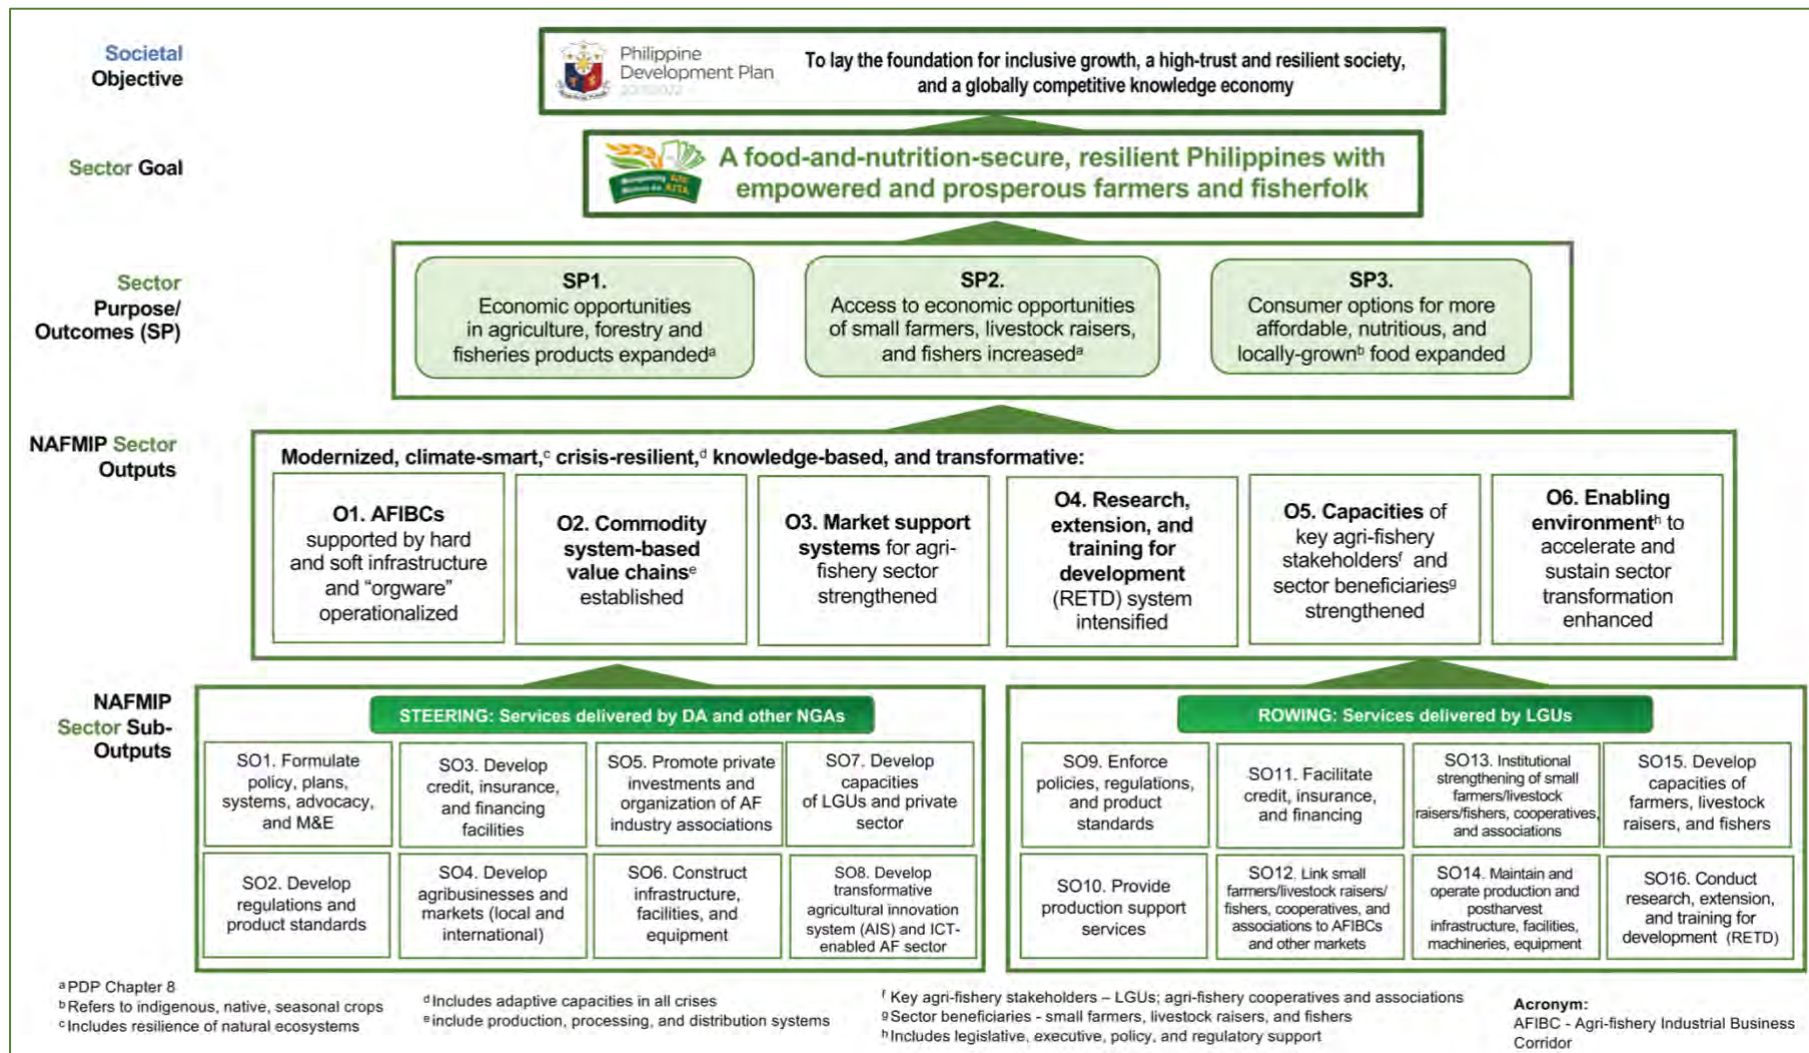 Societal
Objective
Philippine
Development Plan
To lay the foundation for inclusive growth, a high-trust and resilient society,
and a globally competitive knowledge economy
Sector Goal
A food-and-nutrition-secure, resilient Philippines with
empowered and prosperous farmers and fisherfolk
Sector
Purpose/
Outcomes (SP)
SP1.
Economic opportunities
in agriculture, forestry and
fisheries products expandedᵃ
SP2.
Access to economic opportunities
of small farmers, livestock raisers,
and fishers increasedᵃ
SP3.
Consumer options for more
affordable, nutritious, and
locally-grownᵇ food expanded
NAFMIP Sector
Outputs
Modernized, climate-smart,ᶜ crisis-resilient,ᵈ knowledge-based, and transformative:
O1. AFIBCs
supported by hard
and soft infrastructure
and “orgware”
operationalized
O2. Commodity
system-based
value chainsᵉ
established
O3. Market support
systems for agri-
fishery sector
strengthened
O4. Research,
extension, and
training for
development
(RETD) system
intensified
O5. Capacities of
key agri-fishery
stakeholdersᶠ and
sector beneficiariesᵍ
strengthened
O6. Enabling
environmentʰ to
accelerate and
sustain sector
transformation
enhanced
NAFMIP
Sector Sub-
Outputs
STEERING: Services delivered by DA and other NGAs
SO1. Formulate
policy, plans,
systems, advocacy,
and M&E
SO3. Develop
credit, insurance,
and financing
facilities
SO5. Promote private
investments and
organization of AF
industry associations
SO7. Develop
capacities
of LGUs and private
sector
SO2. Develop
regulations and
product standards
SO4. Develop
agribusinesses and
markets (local and
international)
SO6. Construct
infrastructure,
facilities, and
equipment
SO8. Develop
transformative
agricultural innovation
system (AIS) and ICT-
enabled AF sector
ROWING: Services delivered by LGUs
SO9. Enforce
policies, regulations,
and product
standards
SO11. Facilitate
credit, insurance,
and financing
SO13. Institutional
strengthening of small
farmers/livestock
raisers/fishers, cooperatives,
and associations
SO15. Develop
capacities of
farmers, livestock
raisers, and fishers
SO10. Provide
production support
services
SO12. Link small
farmers/livestock raisers/
fishers, cooperatives, and
associations to AFIBCs
and other markets
SO14. Maintain and
operate production and
postharvest
infrastructure, facilities,
machineries, equipment
SO16. Conduct
research, extension,
and training for
development (RETD)
ᵃ PDP Chapter 8
ᵇ Refers to indigenous, native, seasonal crops
ᶜ Includes resilience of natural ecosystems
ᵈ Includes adaptive capacities in all crises
ᵉ include production, processing, and distribution systems
ᶠ Key agri-fishery stakeholders – LGUs; agri-fishery cooperatives and associations
ᵍ Sector beneficiaries - small farmers, livestock raisers, and fishers
ʰ Includes legislative, executive, policy, and regulatory support
Acronym:
AFIBC - Agri-fishery Industrial Business
Corridor